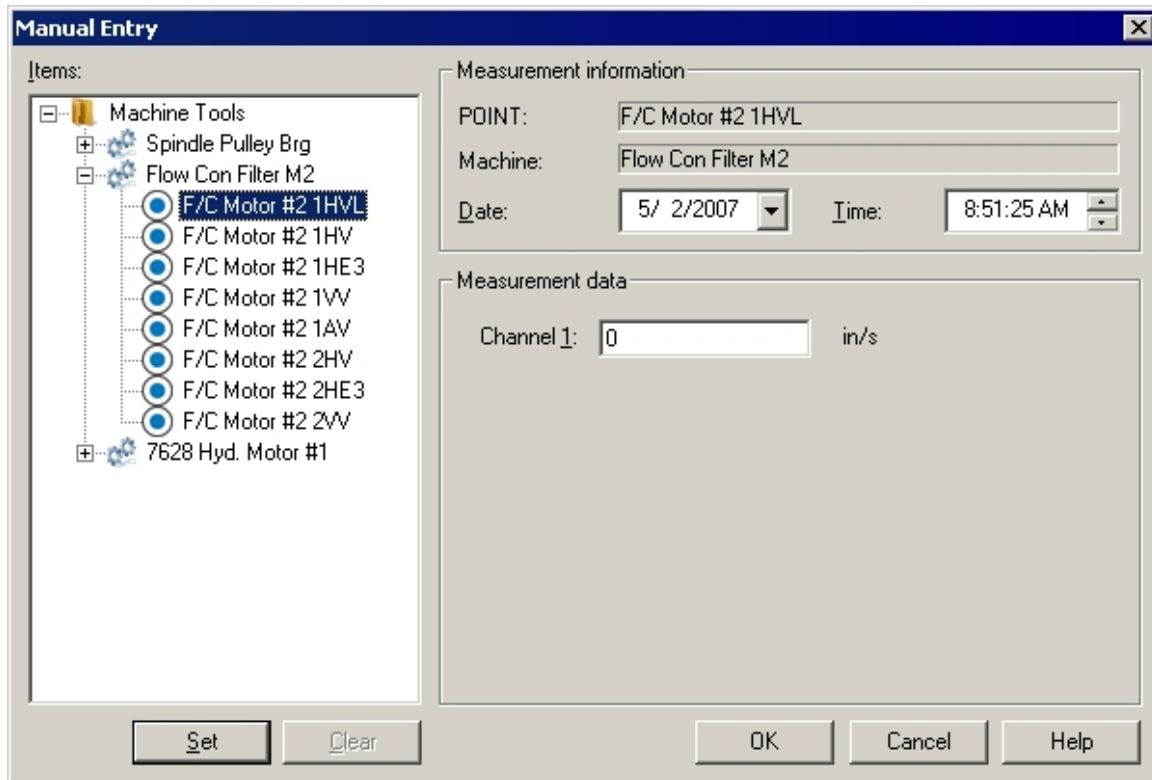 Manual Entry
Items:
Machine Tools
Spindle Pulley Brg
Flow Con Filter M2
F/C Motor #2 1HVL
F/C Motor #2 1HV
F/C Motor #2 1HE3
F/C Motor #2 1VV
F/C Motor #2 1AV
F/C Motor #2 2HV
F/C Motor #2 2HE3
F/C Motor #2 2VV
7628 Hyd. Motor #1
Set Clear
Measurement information
POINT: F/C Motor #2 1HVL
Machine: Flow Con Filter M2
Date: 5/ 2/2007 Time: 8:51:25 AM
Measurement data
Channel 1: 0 in/s
OK Cancel Help